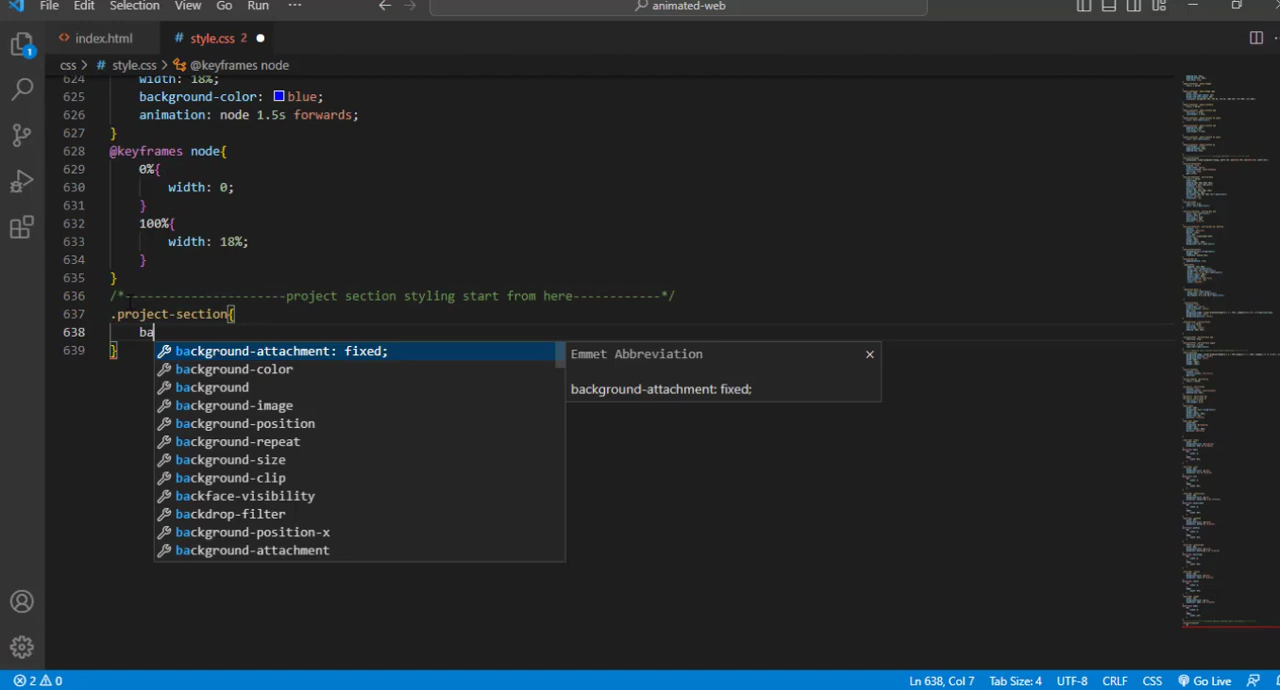 File Edit Selection View Go Run ··· ← → animated-web
index.html # style.css 2 ●
css > # style.css > @keyframes node
624 width: 18%;
625 background-color: blue;
626 animation: node 1.5s forwards;
627 }
628 @keyframes node{
629 0%{
630 width: 0;
631 }
632 100%{
633 width: 18%;
634 }
635 }
636 /*----------------------project section styling start from here------------*/
637 .project-section{
638 ba
639 }
background-attachment: fixed;
background-color
background
background-image
background-position
background-repeat
background-size
background-clip
backface-visibility
backdrop-filter
background-position-x
background-attachment
Emmet Abbreviation ×
background-attachment: fixed;
1
2 0 Ln 638, Col 7 Tab Size: 4 UTF-8 CRLF CSS Go Live